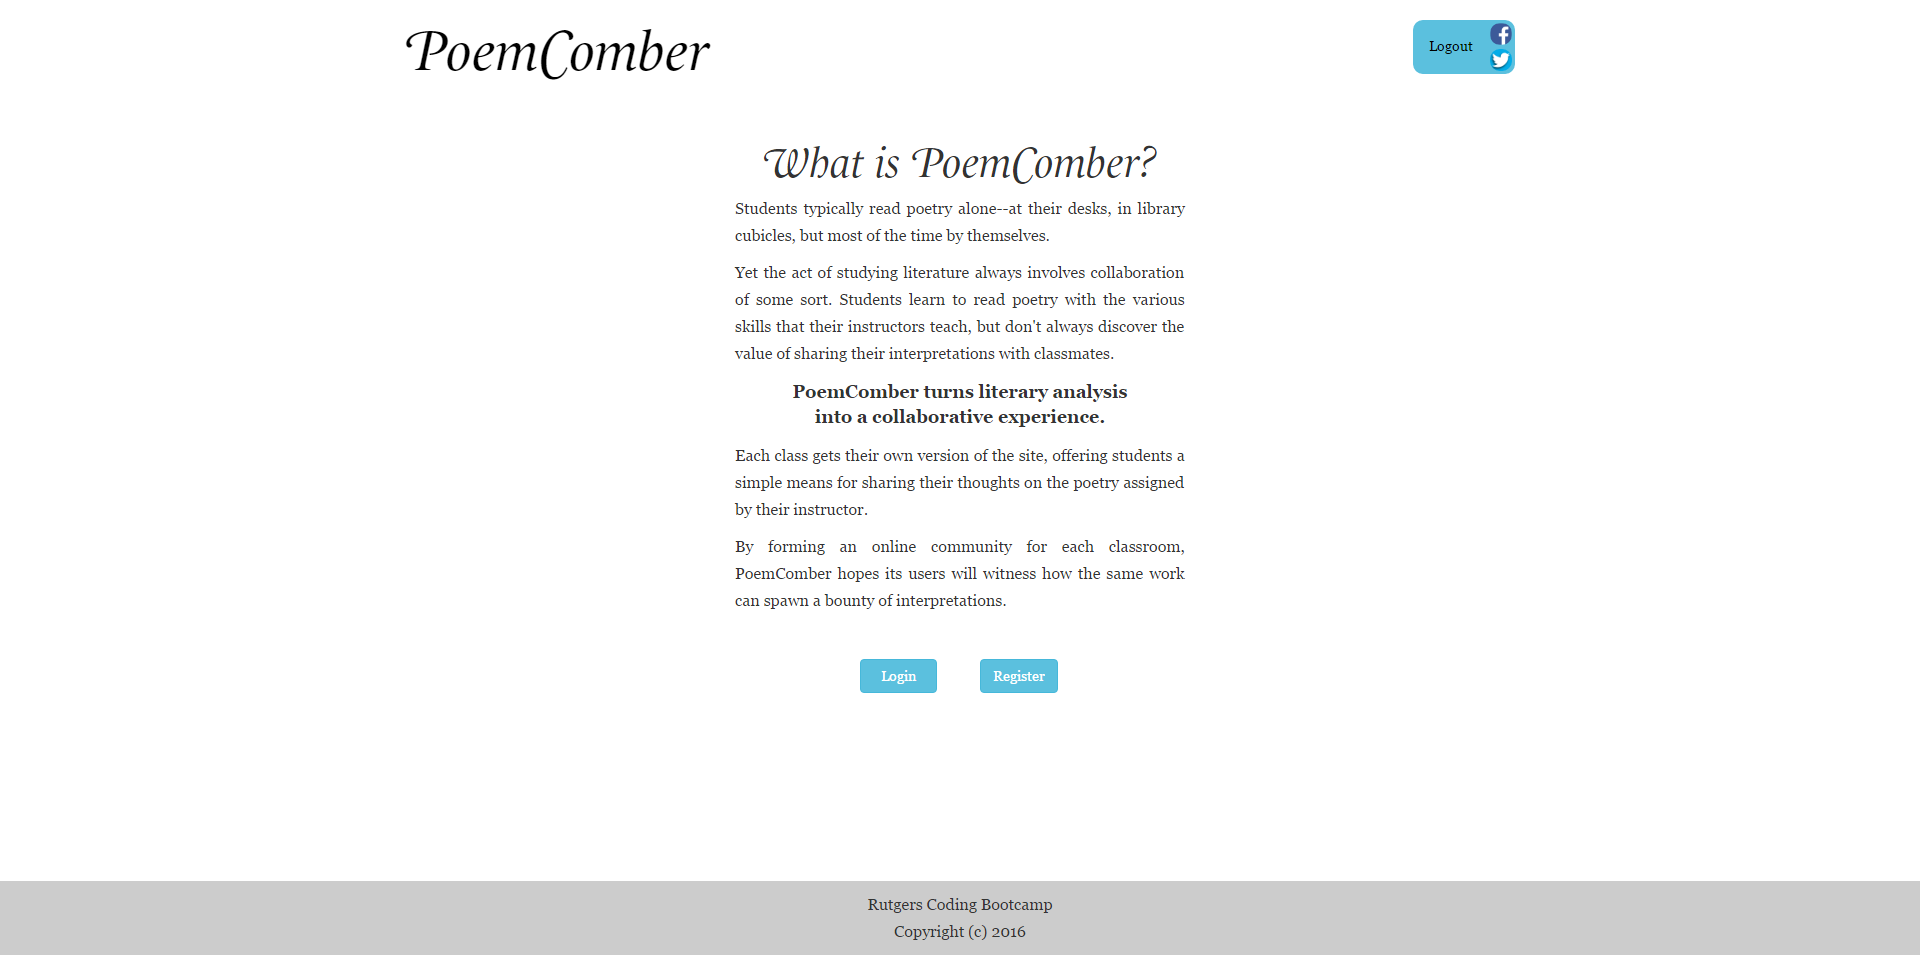 PoemComber
Logout
What is PoemComber?
Students typically read poetry alone--at their desks, in library
cubicles, but most of the time by themselves.
Yet the act of studying literature always involves collaboration
of some sort. Students learn to read poetry with the various
skills that their instructors teach, but don't always discover the
value of sharing their interpretations with classmates.
PoemComber turns literary analysis
into a collaborative experience.
Each class gets their own version of the site, offering students a
simple means for sharing their thoughts on the poetry assigned
by their instructor.
By forming an online community for each classroom,
PoemComber hopes its users will witness how the same work
can spawn a bounty of interpretations.
Login
Register
Rutgers Coding Bootcamp
Copyright (c) 2016